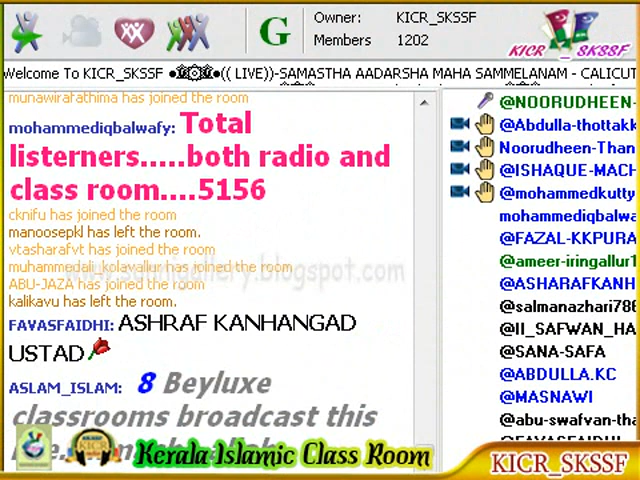 G
Owner: KICR_SKSSF
Members 1202
KICR_SKSSF
Welcome To KICR_SKSSF (( LIVE))-SAMASTHA AADARSHA MAHA SAMMELANAM - CALICUT
munawirafathima has joined the room
mohammediqbalwafy: Total
listerners.....both radio and
class room....5156
cknifu has joined the room
manoosepkl has left the room.
vtasharafvt has joined the room
muhammedali_kolavallur has joined the room
ABU-JAZA has joined the room
kalikavu has left the room.
FAVASFAIDHI: ASHRAF KANHANGAD
USTAD
ASLAM_ISLAM: 8 Beyluxe
classrooms broadcast this
@NOORUDHEEN-
@Abdulla-thottakk
Noorudheen-Than
@ISHAQUE-MACH
@mohammedkutty
mohammediqbalwa
@FAZAL-KKPURA
@ameer-iringallur1
@ASHARAFKANH
@salmanazhari786
@II_SAFWAN_HA
@SANA-SAFA
@ABDULLA.KC
@MASNAWI
@abu-swafvan-tha
Kerala Islamic Class Room
KICR_SKSSF